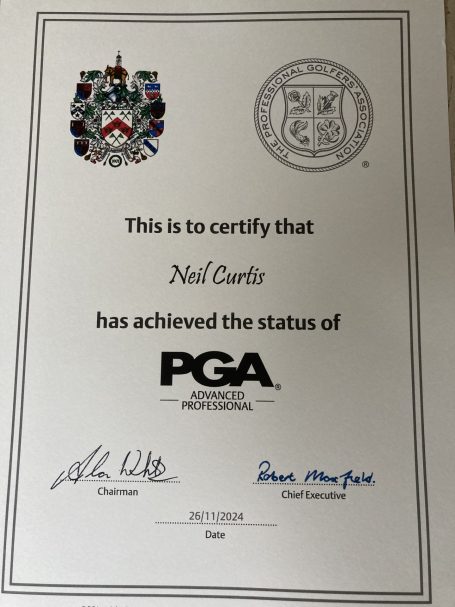 THE PROFESSIONAL GOLFERS' ASSOCIATION
®
This is to certify that
Neil Curtis
has achieved the status of
PGA®
ADVANCED
PROFESSIONAL
Robert Maxfield.
Chairman
Chief Executive
26/11/2024
Date